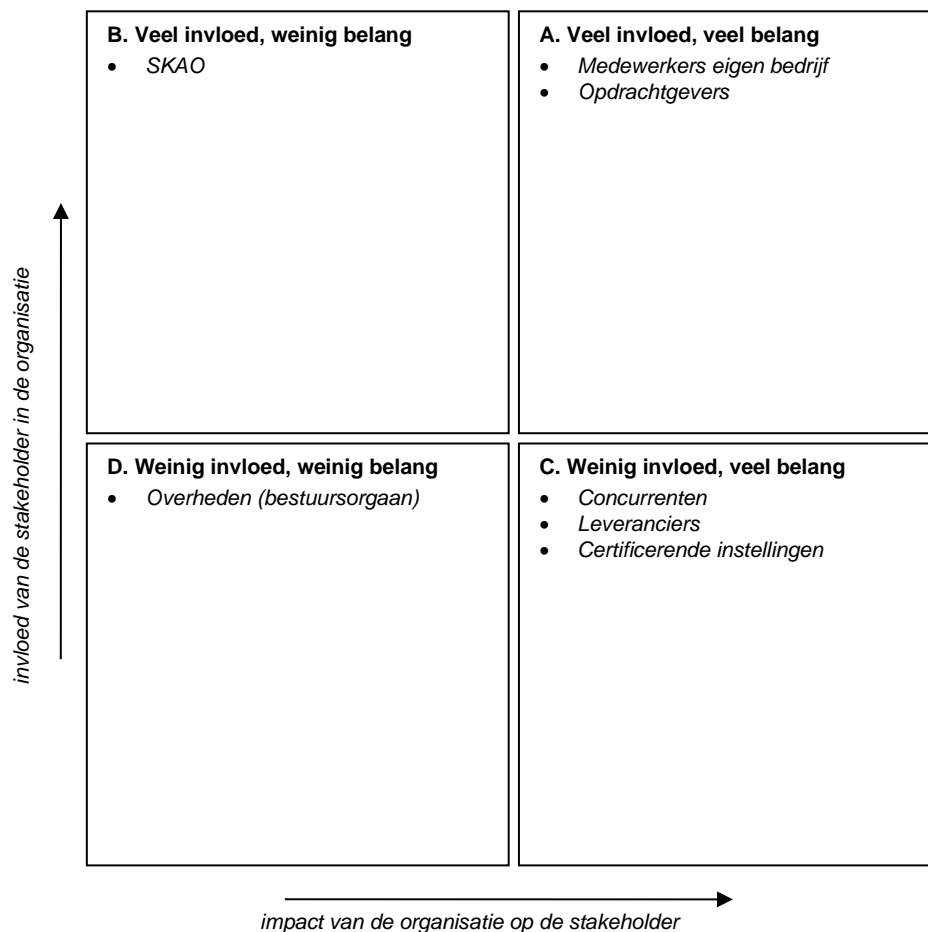 B. Veel invloed, weinig belang
• SKAO
A. Veel invloed, veel belang
• Medewerkers eigen bedrijf
• Opdrachtgevers
invloed van de stakeholder in de organisatie
D. Weinig invloed, weinig belang
• Overheden (bestuursorgaan)
C. Weinig invloed, veel belang
• Concurrenten
• Leveranciers
• Certificerende instellingen
impact van de organisatie op de stakeholder